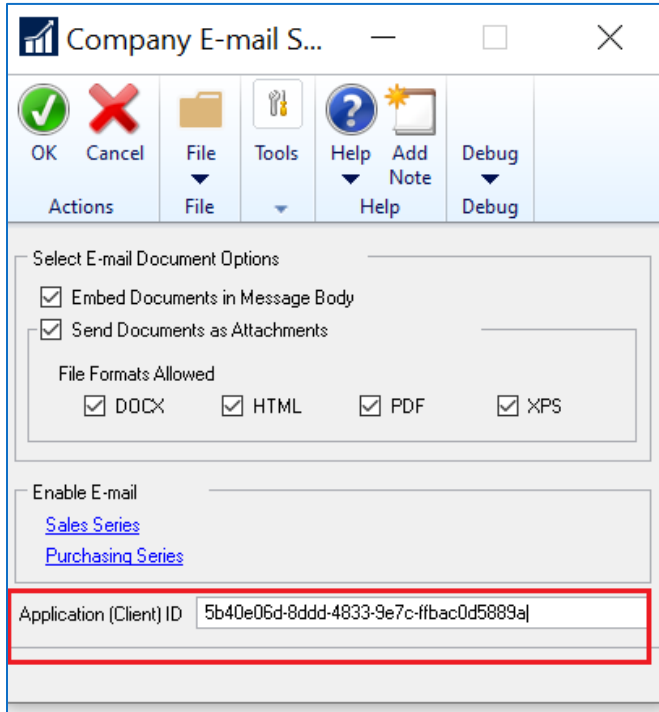 Company E-mail S...
OK Cancel File Tools Help Add Note Debug
Actions File Help Debug
Select E-mail Document Options
Embed Documents in Message Body
Send Documents as Attachments
File Formats Allowed
DOCX HTML PDF XPS
Enable E-mail
Sales Series
Purchasing Series
Application (Client) ID 5b40e06d-8ddd-4833-9e7c-ffbac0d5889a